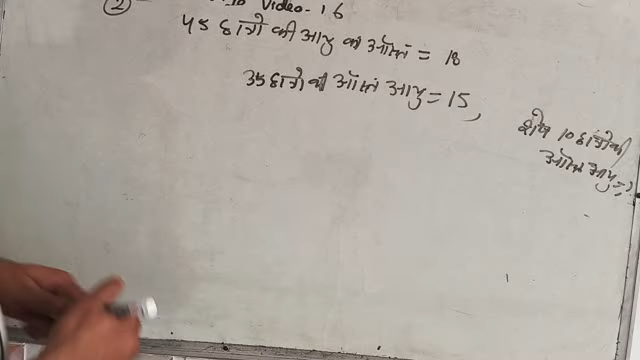 ② Video - 16
45 छात्रो की आयु का औसत = 18
35 छात्रो की औसत आयु = 15,
शेष 10 छात्रो की
औसत आयु = ?